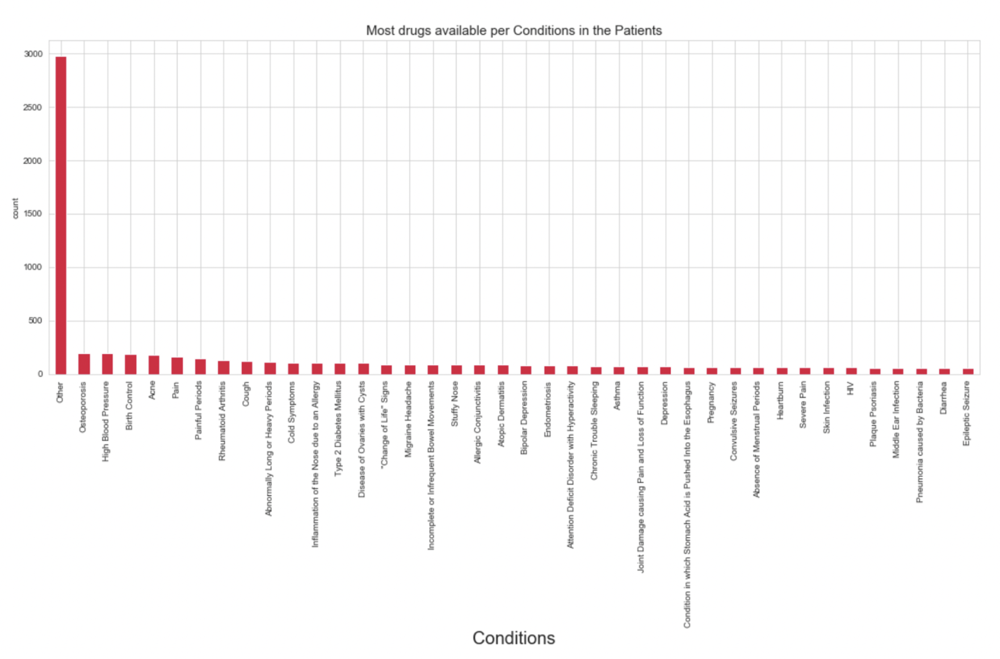 Most drugs available per Conditions in the Patients
3000
2500
2000
1500
1000
500
0
count
Other
Osteoporosis
High Blood Pressure
Birth Control
Acne
Pain
Painful Periods
Rheumatoid Arthritis
Cough
Abnormally Long or Heavy Periods
Cold Symptoms
Inflammation of the Nose due to an Allergy
Type 2 Diabetes Mellitus
Disease of Ovaries with Cysts
"Change of Life" Signs
Migraine Headache
Incomplete or Infrequent Bowel Movements
Stuffy Nose
Allergic Conjunctivitis
Atopic Dermatitis
Bipolar Depression
Endometriosis
Attention Deficit Disorder with Hyperactivity
Chronic Trouble Sleeping
Asthma
Joint Damage causing Pain and Loss of Function
Depression
Condition in which Stomach Acid is Pushed Into the Esophagus
Pregnancy
Convulsive Seizures
Absence of Menstrual Periods
Heartburn
Severe Pain
Skin Infection
HIV
Plaque Psoriasis
Middle Ear Infection
Pneumonia caused by Bacteria
Diarrhea
Epileptic Seizure
Conditions